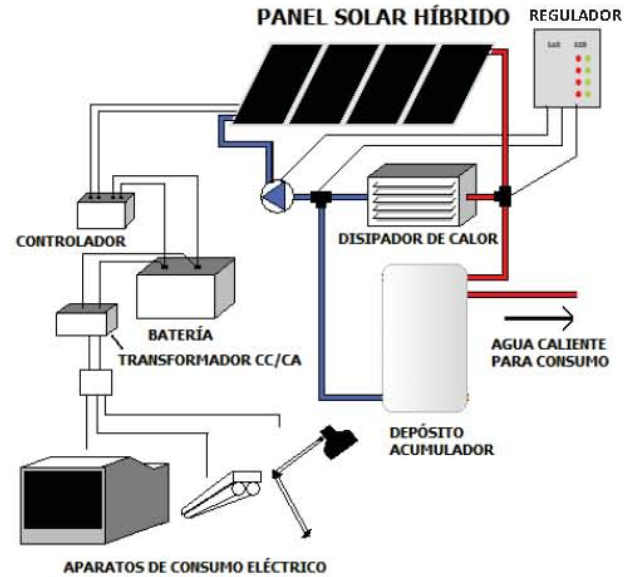 PANEL SOLAR HÍBRIDO
REGULADOR
CONTROLADOR
DISIPADOR DE CALOR
BATERÍA
TRANSFORMADOR CC/CA
AGUA CALIENTE
PARA CONSUMO
DEPÓSITO
ACUMULADOR
APARATOS DE CONSUMO ELÉCTRICO